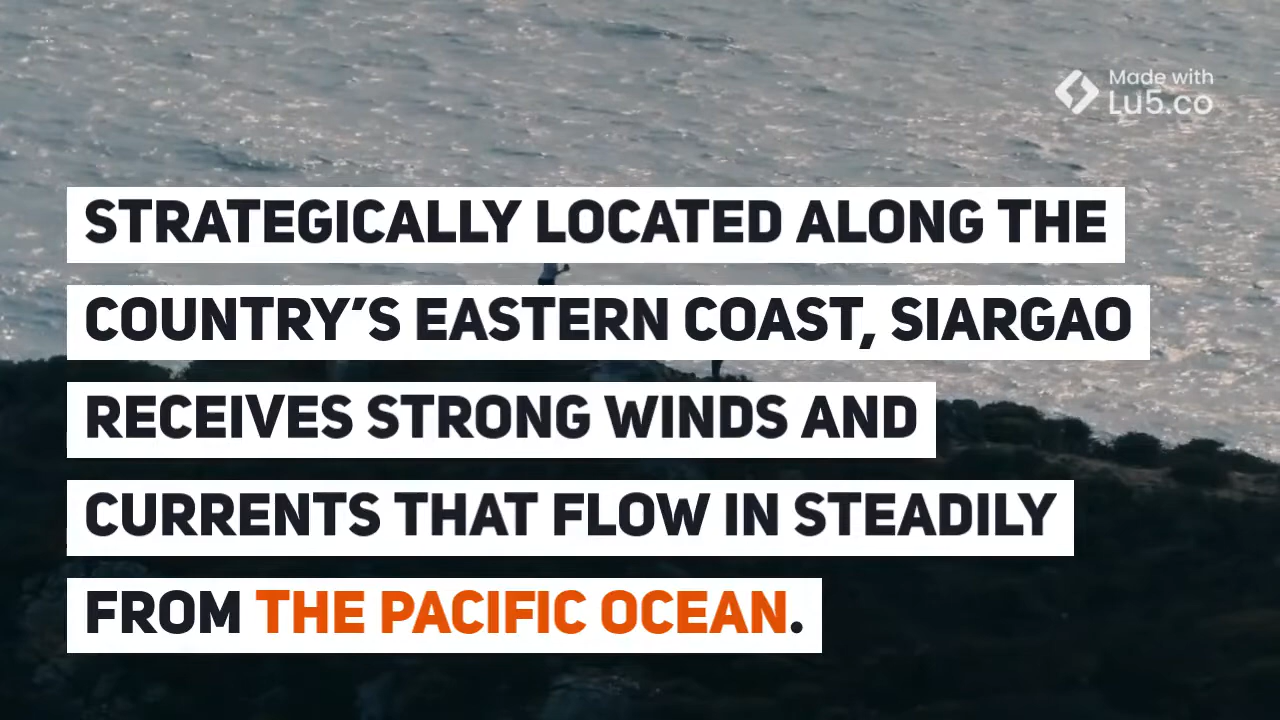 Made with
Lu5.co
STRATEGICALLY LOCATED ALONG THE
COUNTRY'S EASTERN COAST, SIARGAO
RECEIVES STRONG WINDS AND
CURRENTS THAT FLOW IN STEADILY
FROM THE PACIFIC OCEAN.